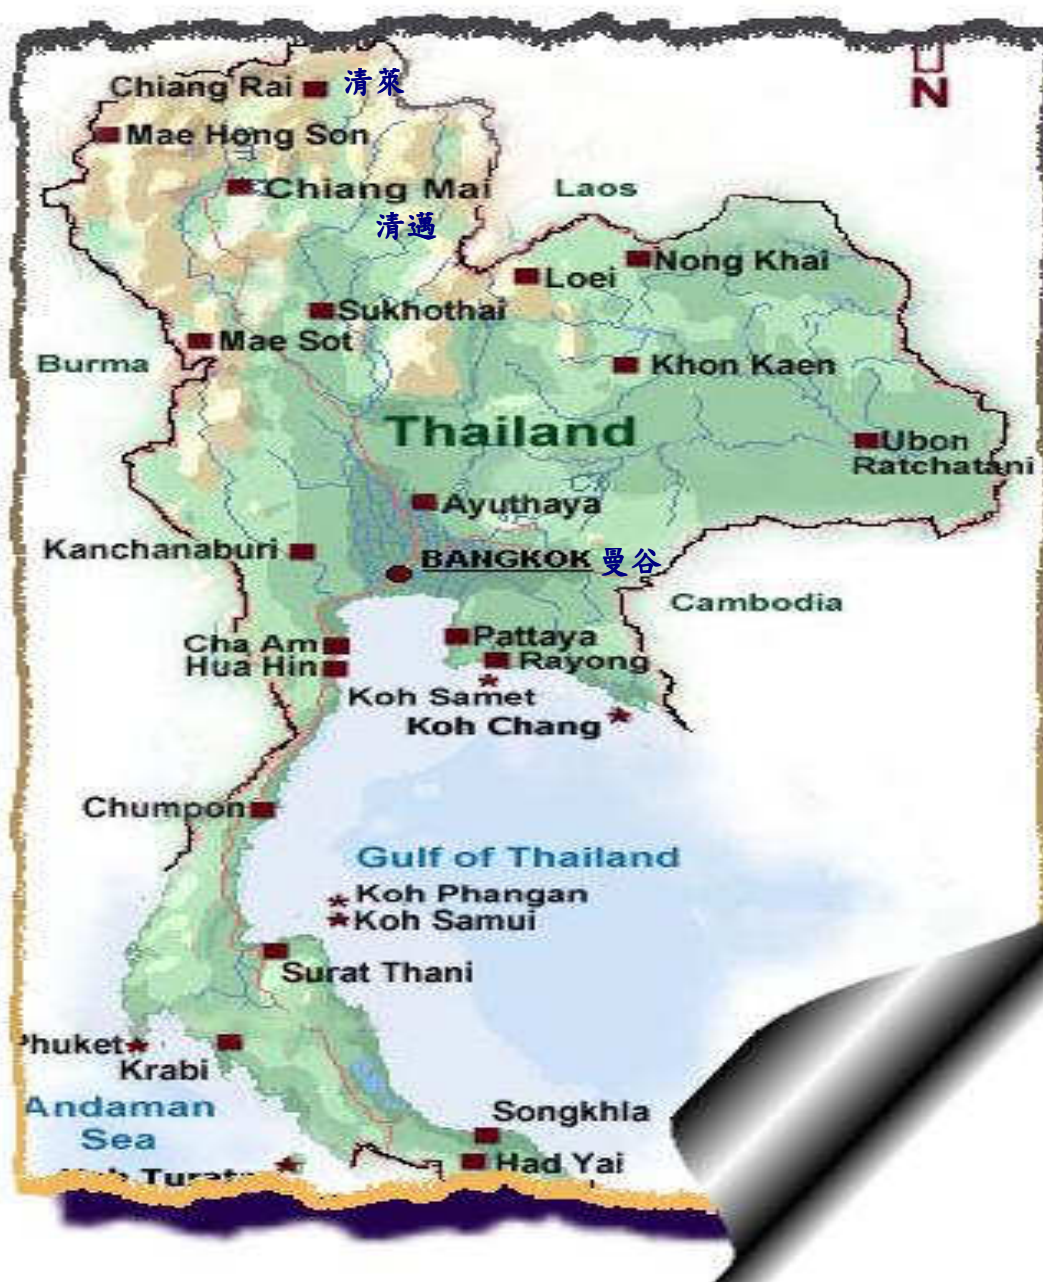 N
Chiang Rai 清萊
Mae Hong Son
Chiang Mai
清邁
Laos
Nong Khai
Loei
Sukhothai
Mae Sot
Burma
Khon Kaen
Thailand
Ubon
Ratchatani
Ayuthaya
Kanchanaburi
BANGKOK 曼谷
Cambodia
Cha Am
Pattaya
Hua Hin
Rayong
Koh Samet
Koh Chang
Chumpon
Gulf of Thailand
Koh Phangan
Koh Samui
Surat Thani
Phuket
Krabi
Andaman
Sea
Songkhla
Had Yai